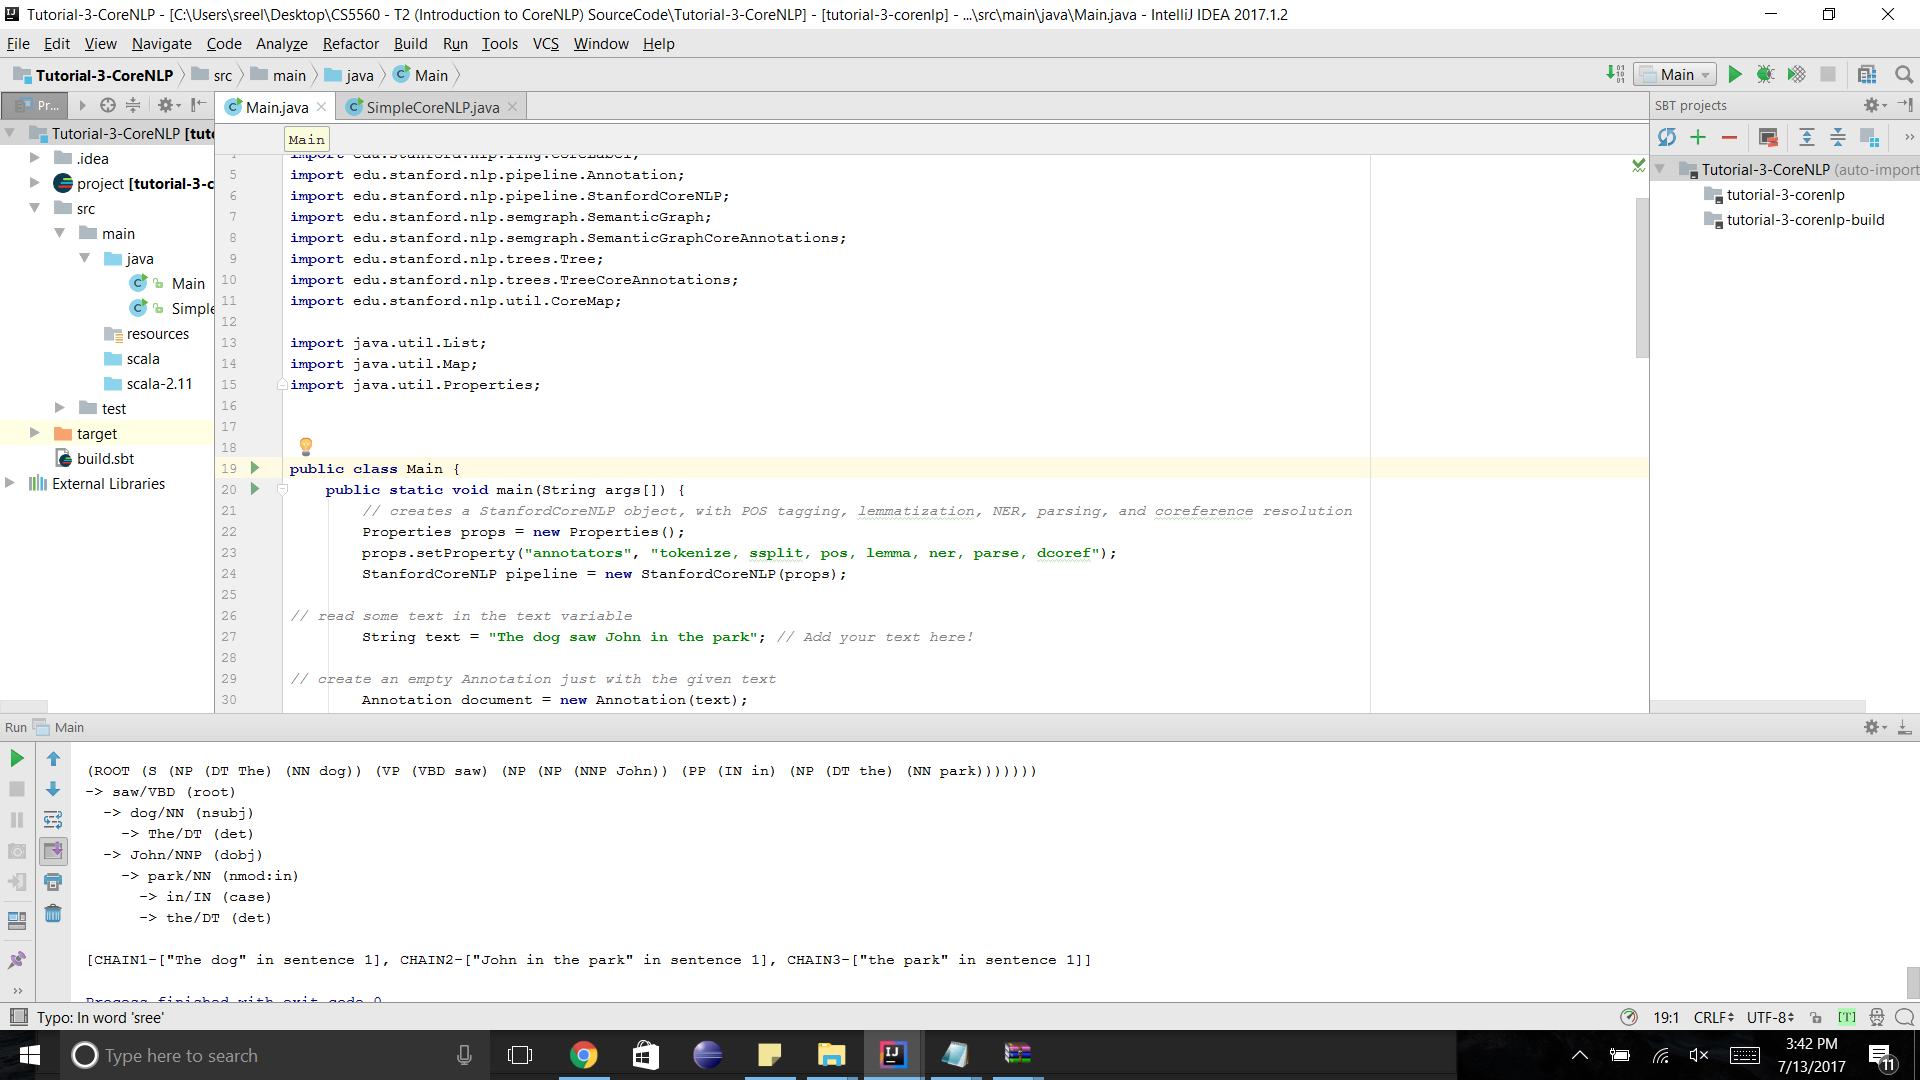 Tutorial-3-CoreNLP - [C:\Users\sreel\Desktop\CS5560 - T2 (Introduction to CoreNLP) SourceCode\Tutorial-3-CoreNLP] - [tutorial-3-corenlp] - ...\src\main\java\Main.java - IntelliJ IDEA 2017.1.2
File Edit View Navigate Code Analyze Refactor Build Run Tools VCS Window Help
Tutorial-3-CoreNLP src main java Main
Main
Pr...
Main.java SimpleCoreNLP.java
SBT projects
Tutorial-3-CoreNLP [tuto
.idea
project [tutorial-3-c
src
main
java
Main
Simple
resources
scala
scala-2.11
test
target
build.sbt
External Libraries
Main
4 import edu.stanford.nlp.ling.CoreLabel;
5 import edu.stanford.nlp.pipeline.Annotation;
6 import edu.stanford.nlp.pipeline.StanfordCoreNLP;
7 import edu.stanford.nlp.semgraph.SemanticGraph;
8 import edu.stanford.nlp.semgraph.SemanticGraphCoreAnnotations;
9 import edu.stanford.nlp.trees.Tree;
10 import edu.stanford.nlp.trees.TreeCoreAnnotations;
11 import edu.stanford.nlp.util.CoreMap;
12
13 import java.util.List;
14 import java.util.Map;
15 import java.util.Properties;
16
17
18
19 public class Main {
20 public static void main(String args[]) {
21 // creates a StanfordCoreNLP object, with POS tagging, lemmatization, NER, parsing, and coreference resolution
22 Properties props = new Properties();
23 props.setProperty("annotators", "tokenize, ssplit, pos, lemma, ner, parse, dcoref");
24 StanfordCoreNLP pipeline = new StanfordCoreNLP(props);
25
26 // read some text in the text variable
27 String text = "The dog saw John in the park"; // Add your text here!
28
29 // create an empty Annotation just with the given text
30 Annotation document = new Annotation(text);
Tutorial-3-CoreNLP (auto-import
tutorial-3-corenlp
tutorial-3-corenlp-build
Run Main
(ROOT (S (NP (DT The) (NN dog)) (VP (VBD saw) (NP (NP (NNP John)) (PP (IN in) (NP (DT the) (NN park)))))))
-> saw/VBD (root)
-> dog/NN (nsubj)
-> The/DT (det)
-> John/NNP (dobj)
-> park/NN (nmod:in)
-> in/IN (case)
-> the/DT (det)
[CHAIN1-["The dog" in sentence 1], CHAIN2-["John in the park" in sentence 1], CHAIN3-["the park" in sentence 1]]
Process finished with exit code 0
Typo: In word 'sree'
19:1 CRLF UTF-8 [T]
Type here to search
3:42 PM
7/13/2017
11